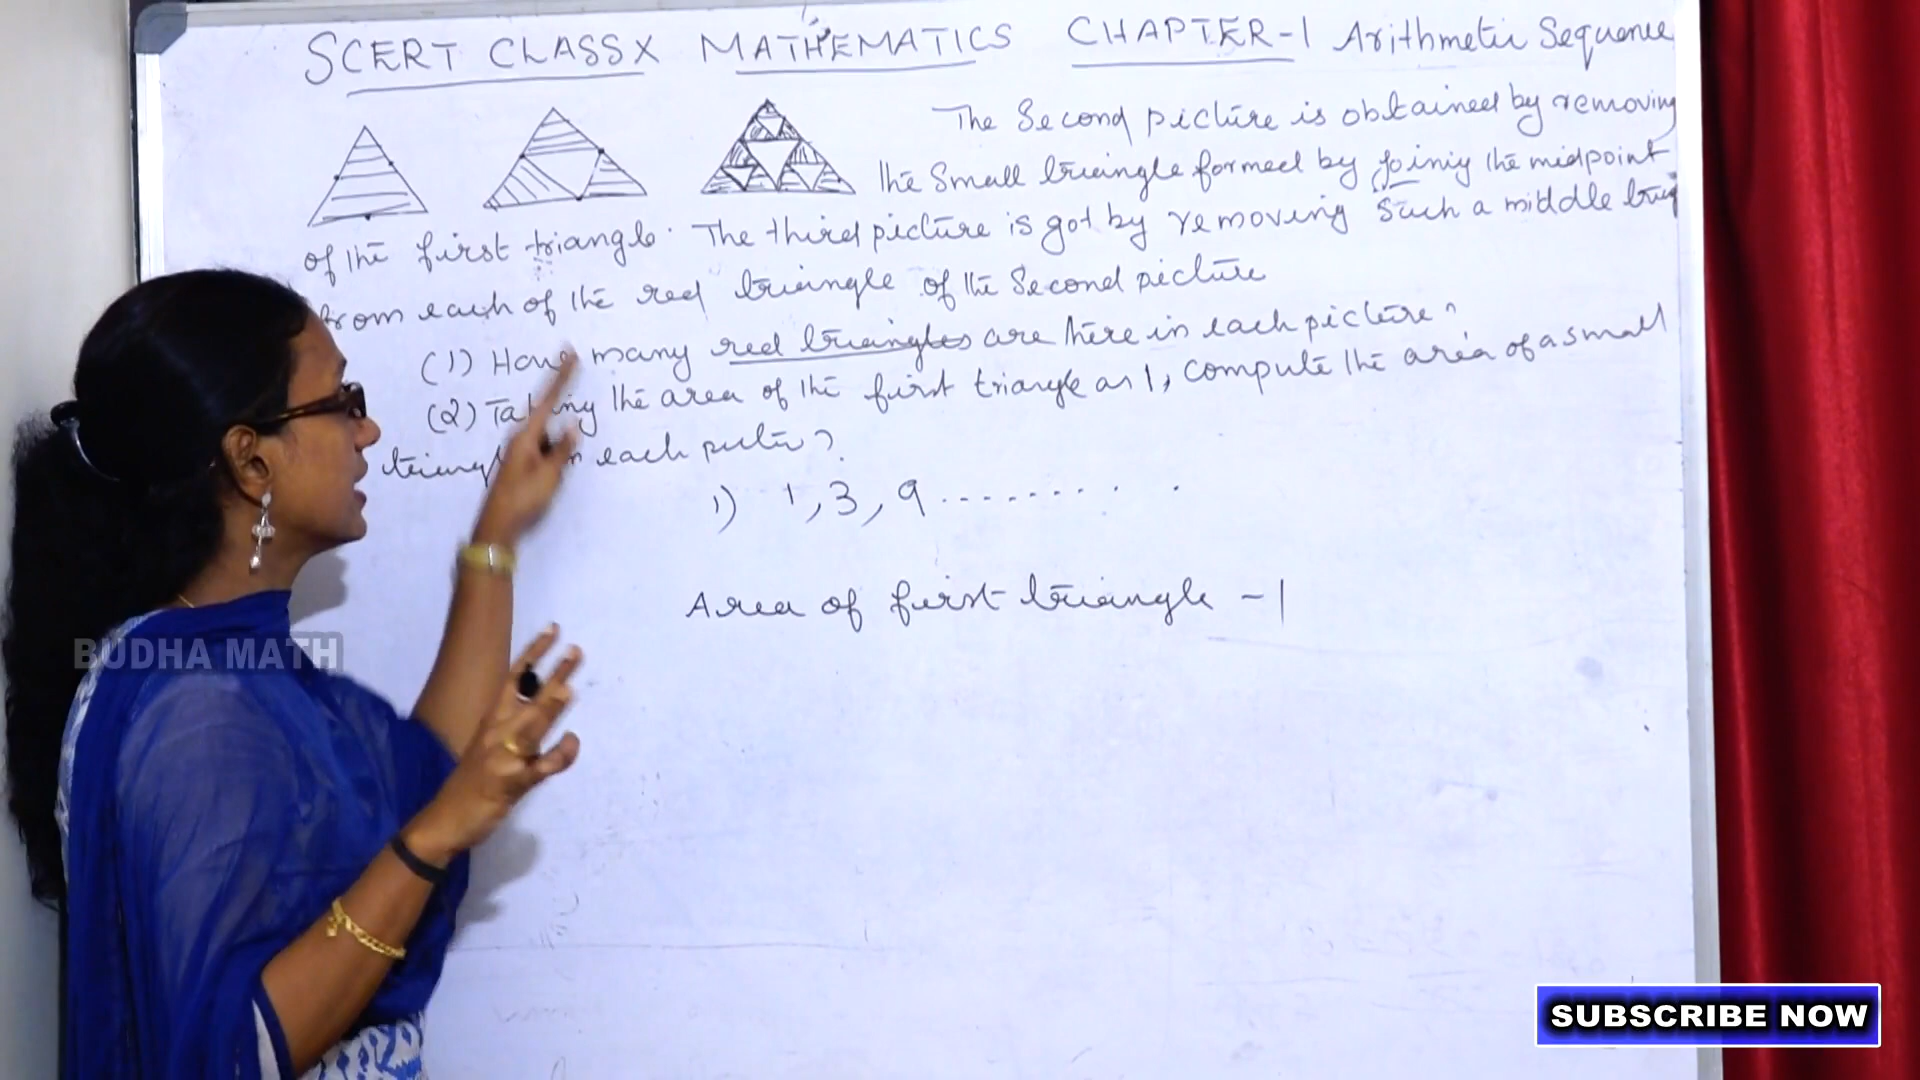 SCERT CLASS X MATHEMATICS CHAPTER-1 Arithmetic Sequence
The Second picture is obtained by removing
the Small triangle formed by joining the midpoint
of the first triangle. The third picture is got by removing such a middle
from each of the red triangle of the Second picture
(1) How many red triangles are there in each picture?
(2) Taking the area of the first triangle as 1, compute the area of a small
in each
1) 1, 3, 9 ..........
Area of first triangle - 1
BUDHA MATH
SUBSCRIBE NOW